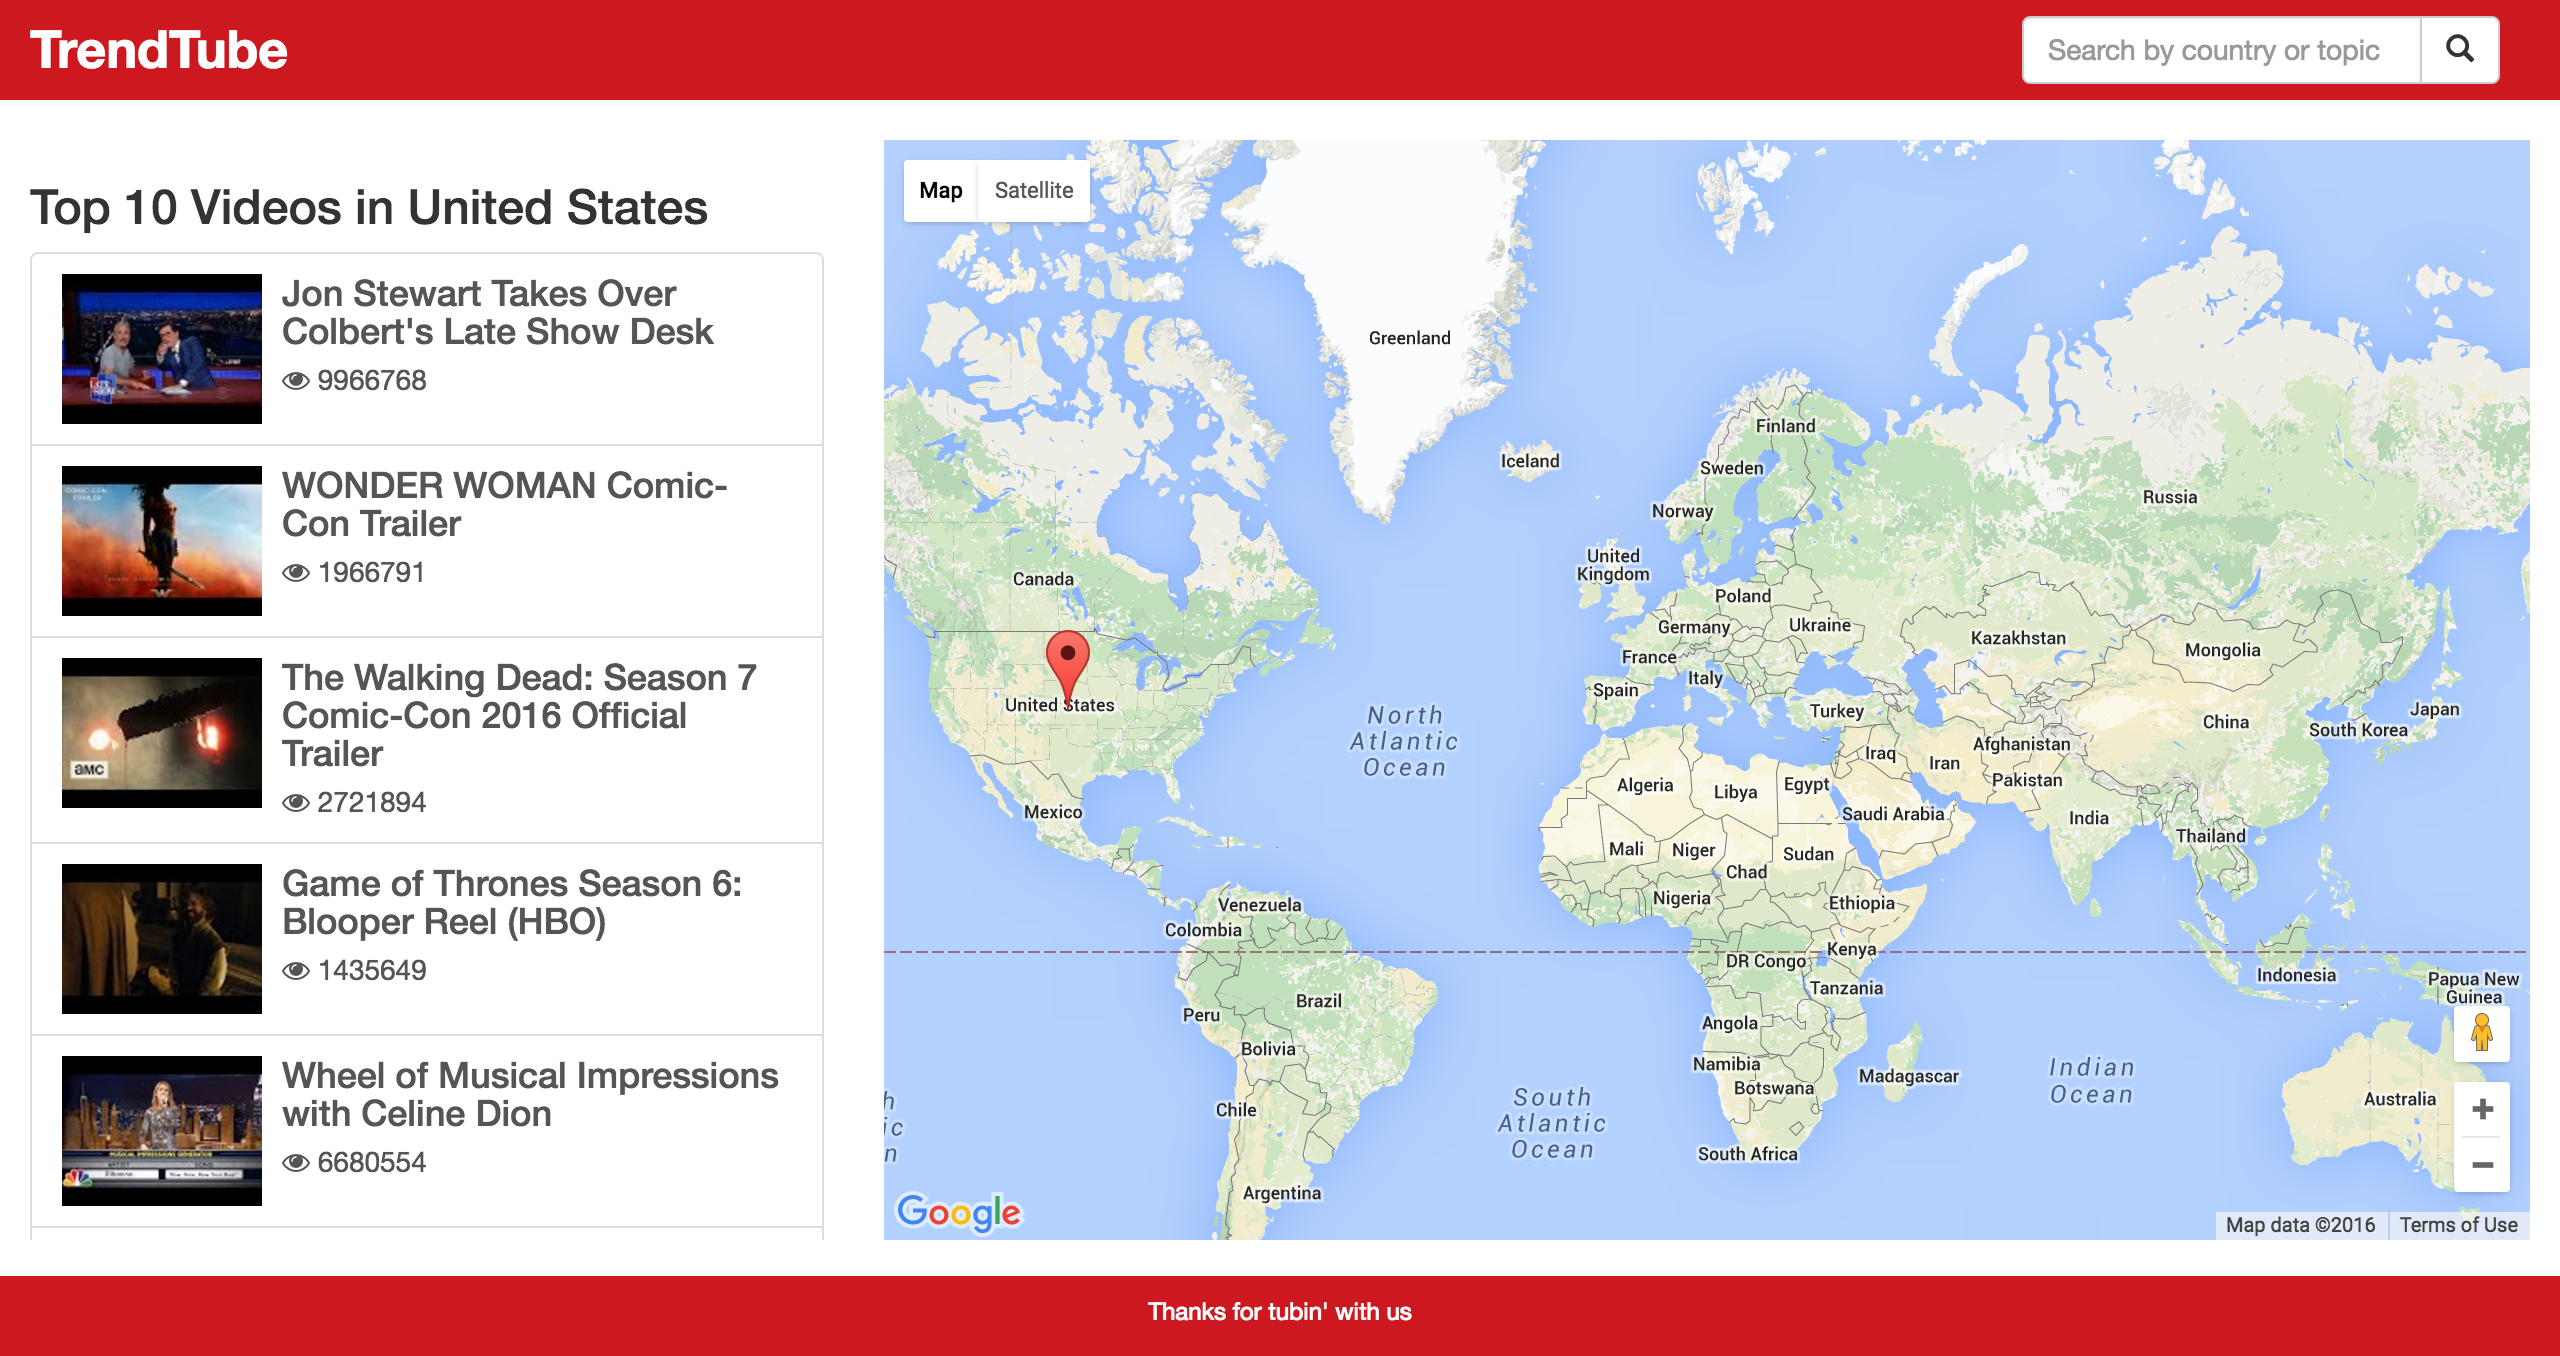 TrendTube
Search by country or topic
Top 10 Videos in United States
Jon Stewart Takes Over
Colbert's Late Show Desk
9966768
WONDER WOMAN Comic-
Con Trailer
1966791
amc
The Walking Dead: Season 7
Comic-Con 2016 Official
Trailer
2721894
Game of Thrones Season 6:
Blooper Reel (HBO)
1435649
Wheel of Musical Impressions
with Celine Dion
6680554
Map
Satellite
Greenland
Finland
Iceland
Sweden
Russia
Norway
United
Kingdom
Canada
Poland
Germany
Ukraine
Kazakhstan
Mongolia
France
Italy
Spain
United States
Turkey
Japan
China
South Korea
North
Atlantic
Ocean
Afghanistan
Iraq
Iran
Pakistan
Algeria
Libya
Egypt
Saudi Arabia
India
Mexico
Thailand
Mali
Niger
Sudan
Chad
Nigeria
Ethiopia
Venezuela
Colombia
Kenya
DR Congo
Indonesia
Papua New
Guinea
Tanzania
Brazil
Peru
Angola
Bolivia
Namibia
Botswana
Madagascar
Indian
Ocean
Australia
Chile
South
Atlantic
Ocean
South Africa
Argentina
Google
Map data ©2016
Terms of Use
Thanks for tubin' with us